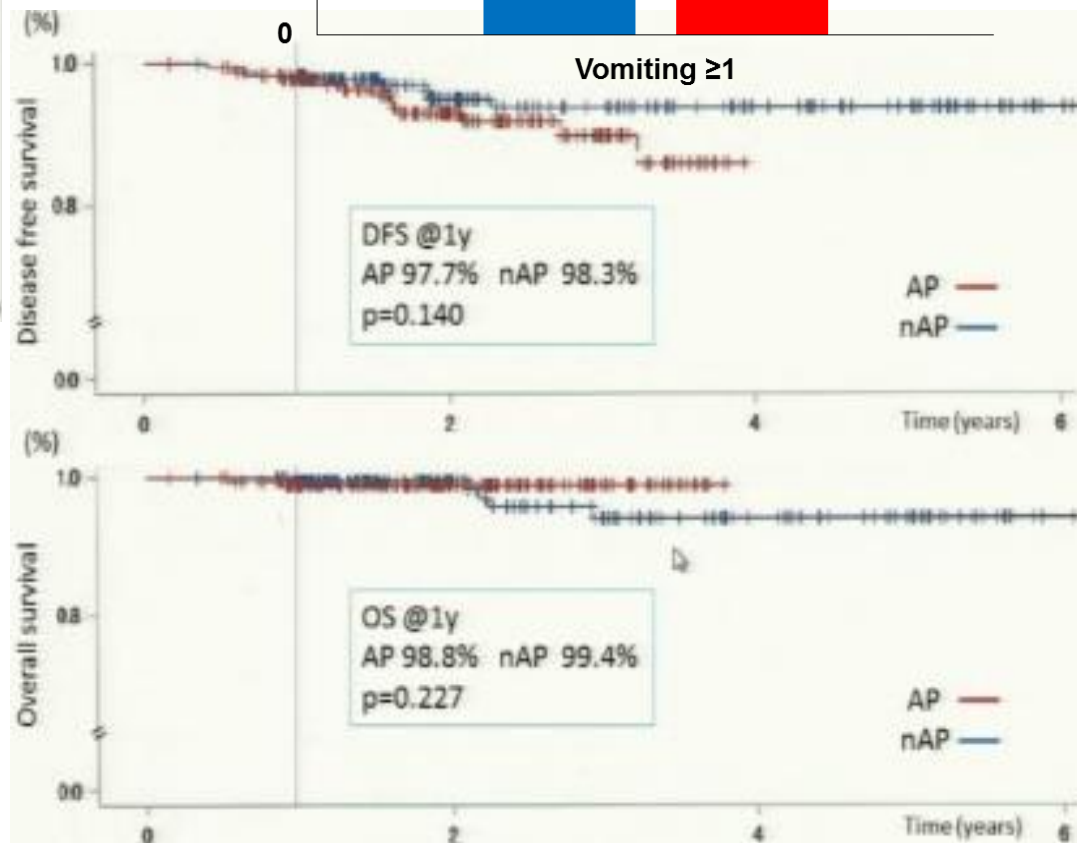 0
Vomiting ≥1
(%)
1.0
0.8
0.0
Disease free survival
DFS @1y
AP 97.7% nAP 98.3%
p=0.140
AP
nAP
0 2 4 Time (years) 6
(%)
1.0
0.8
0.0
Overall survival
OS @1y
AP 98.8% nAP 99.4%
p=0.227
AP
nAP
0 2 4 Time (years) 6